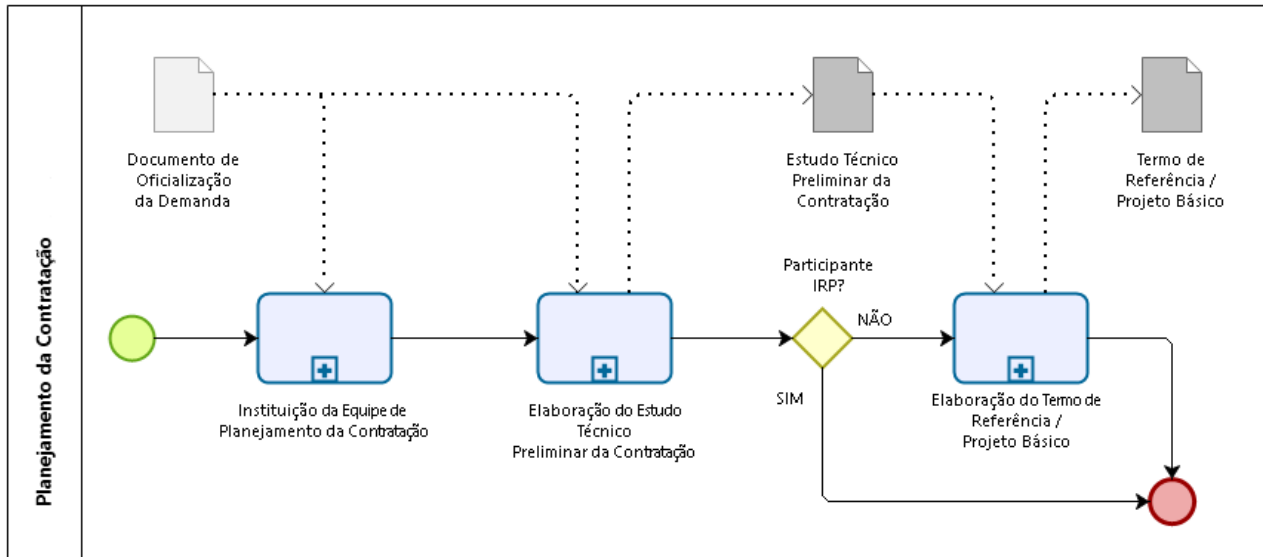 Planejamento da Contratação
Documento de
Oficialização
da Demanda
Estudo Técnico
Preliminar da
Contratação
Termo de
Referência /
Projeto Básico
Instituição da Equipe de
Planejamento da Contratação
Elaboração do Estudo
Técnico
Preliminar da Contratação
Participante
IRP?
NÃO
SIM
Elaboração do Termo de
Referência /
Projeto Básico